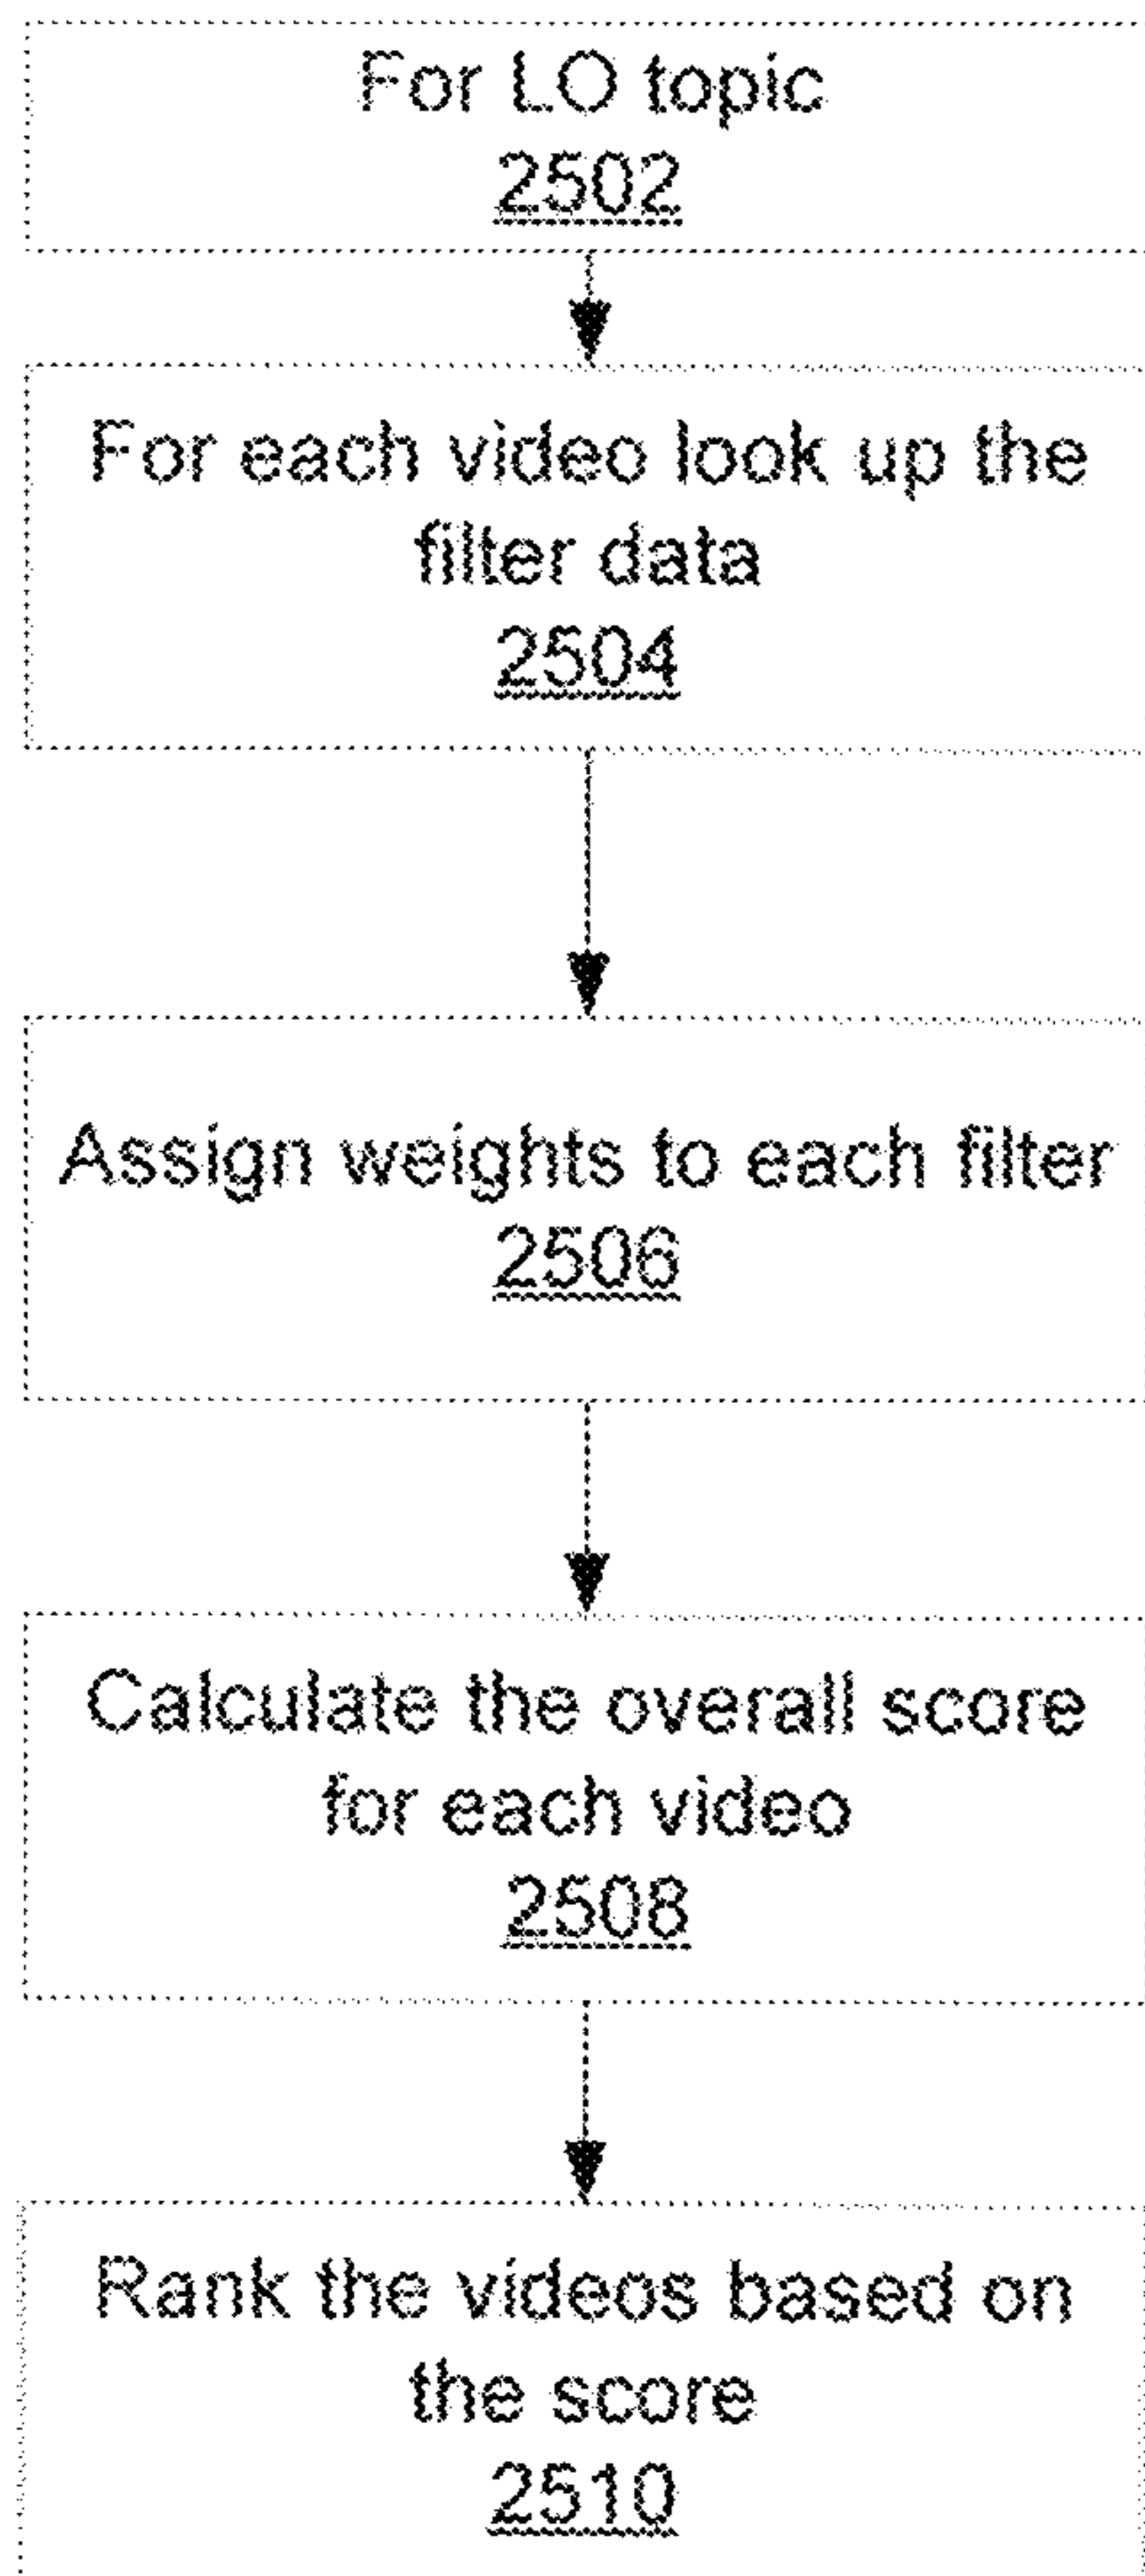 For LO topic
2502
For each video look up the
filter data
2504
Assign weights to each filter
2506
Calculate the overall score
for each video
2508
Rank the videos based on
the score
2510